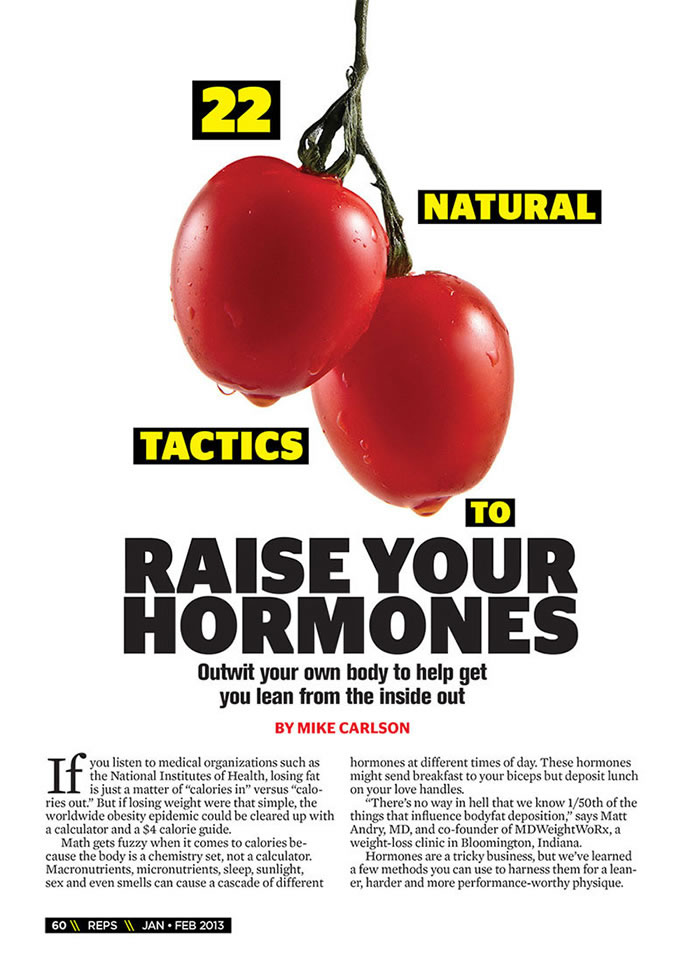 22
NATURAL
TACTICS
TO
RAISE YOUR
HORMONES
Outwit your own body to help get
you lean from the inside out
BY MIKE CARLSON
If you listen to medical organizations such as
the National Institutes of Health, losing fat
is just a matter of “calories in” versus “calo-
ries out.” But if losing weight were that simple, the
worldwide obesity epidemic could be cleared up with
a calculator and a $4 calorie guide.
Math gets fuzzy when it comes to calories be-
cause the body is a chemistry set, not a calculator.
Macronutrients, micronutrients, sleep, sunlight,
sex and even smells can cause a cascade of different
hormones at different times of day. These hormones
might send breakfast to your biceps but deposit lunch
on your love handles.
“There’s no way in hell that we know 1/50th of the
things that influence bodyfat deposition,” says Matt
Andry, MD, and co-founder of MDWeightWoRx, a
weight-loss clinic in Bloomington, Indiana.
Hormones are a tricky business, but we’ve learned
a few methods you can use to harness them for a lean-
er, harder and more performance-worthy physique.
60 \\ REPS \\ JAN • FEB 2013